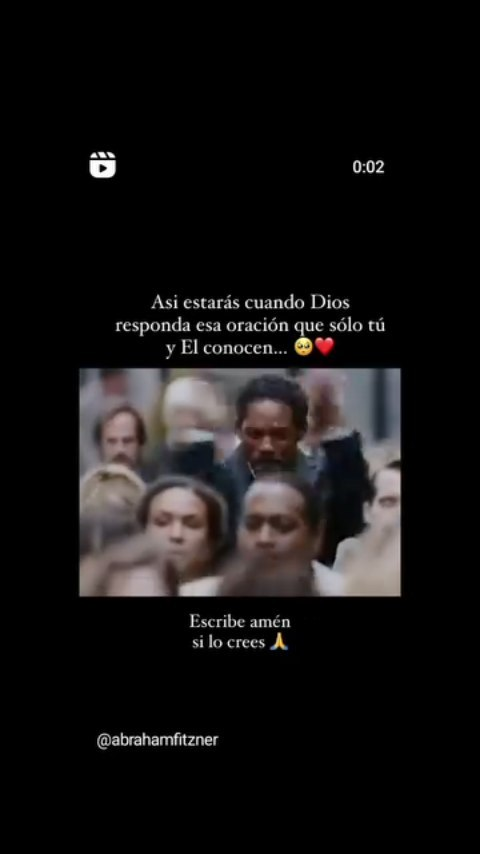 0:02
Asi estarás cuando Dios
responda esa oración que sólo tú
y El conocen... 🥺❤️
Escribe amén
si lo crees 🙏
@abrahamfitzner